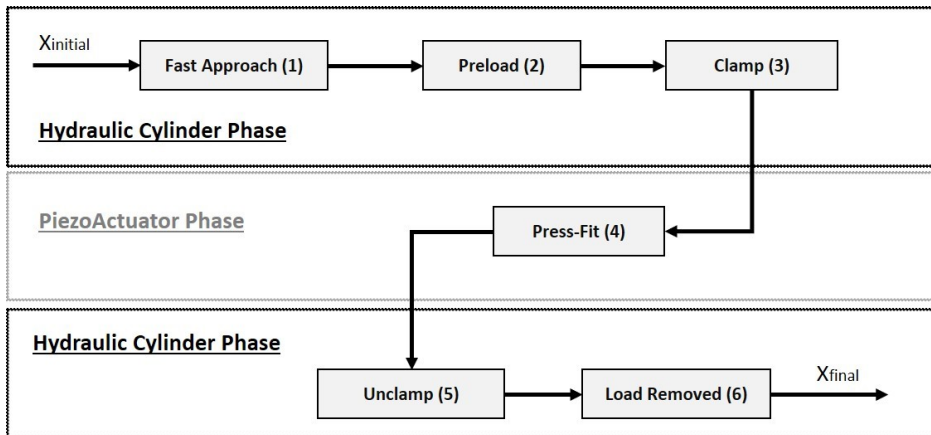 Xinitial
Fast Approach (1)
Preload (2)
Clamp (3)
Hydraulic Cylinder Phase
PiezoActuator Phase
Press-Fit (4)
Hydraulic Cylinder Phase
Unclamp (5)
Load Removed (6)
Xfinal